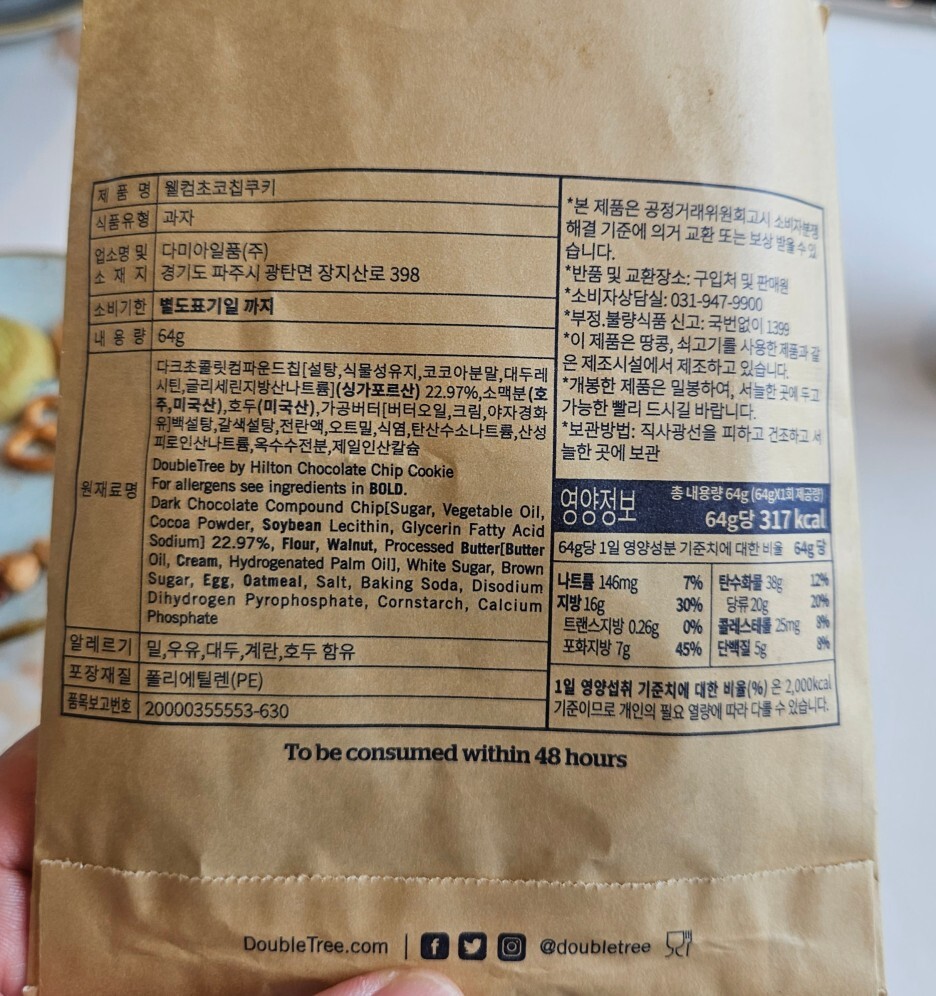 제 품 명 웰컴초코칩쿠키
식품유형 과자
업소명 및 다미아일품(주)
소 재 지 경기도 파주시 광탄면 장지산로 398
소비기한 별도표기일 까지
내 용 량 64g
원재료명
다크초콜릿컴파운드칩[설탕,식물성유지,코코아분말,대두레
시틴,글리세린지방산나트륨](싱가포르산) 22.97%,소맥분(호
주,미국산),호두(미국산),가공버터[버터오일,크림,야자경화
유]백설탕,갈색설탕,전란액,오트밀,식염,탄산수소나트륨,산성
피로인산나트륨,옥수수전분,제일인산칼슘
DoubleTree by Hilton Chocolate Chip Cookie
For allergens see ingredients in BOLD.
Dark Chocolate Compound Chip[Sugar, Vegetable Oil,
Cocoa Powder, Soybean Lecithin, Glycerin Fatty Acid
Sodium] 22.97%, Flour, Walnut, Processed Butter[Butter
Oil, Cream, Hydrogenated Palm Oil], White Sugar, Brown
Sugar, Egg, Oatmeal, Salt, Baking Soda, Disodium
Dihydrogen Pyrophosphate, Cornstarch, Calcium
Phosphate
알레르기 밀,우유,대두,계란,호두 함유
포장재질 폴리에틸렌(PE)
품목보고번호 20000355553-630
*본 제품은 공정거래위원회고시 소비자분쟁
해결 기준에 의거 교환 또는 보상 받을 수 있
습니다.
*반품 및 교환장소: 구입처 및 판매원
*소비자상담실: 031-947-9900
*부정.불량식품 신고: 국번없이 1399
*이 제품은 땅콩, 쇠고기를 사용한 제품과 같
은 제조시설에서 제조하고 있습니다.
*개봉한 제품은 밀봉하여, 서늘한 곳에 두고
가능한 빨리 드시길 바랍니다.
*보관방법: 직사광선을 피하고 건조하고 서
늘한 곳에 보관
영양정보 총 내용량 64g (64gX1회 제공량)
64g당 317 kcal
64g당 1일 영양성분 기준치에 대한 비율 64g 당
나트륨 146mg 7% 탄수화물 38g 12%
지방 16g 30% 당류 20g 20%
트랜스지방 0.26g 0% 콜레스테롤 25mg 8%
포화지방 7g 45% 단백질 5g 8%
1일 영양섭취 기준치에 대한 비율(%) 은 2,000kcal
기준이므로 개인의 필요 열량에 따라 다를 수 있습니다.
To be consumed within 48 hours
DoubleTree.com | f @doubletree